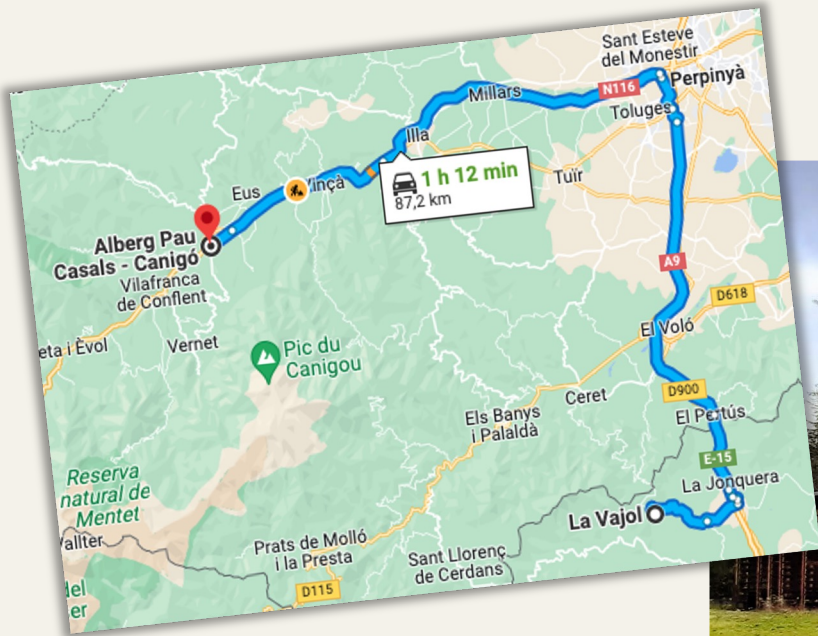 Sant Esteve
del Monestir
Perpinyà
N116
Millars
Toluges
Illa
1 h 12 min
87,2 km
Vinçà
Eus
Tuïr
Alberg Pau
Casals - Canigó
Vilafranca
de Conflent
A9
D618
El Voló
eta i Èvol
Vernet
Pic du
Canigou
D900
Ceret
El Pertús
Els Banys
i Palaldà
E-15
La Jonquera
Reserva
natural de
Mentet
La Vajol
'allter
Prats de Molló
i la Presta
Sant Llorenç
de Cerdans
D115
del
er